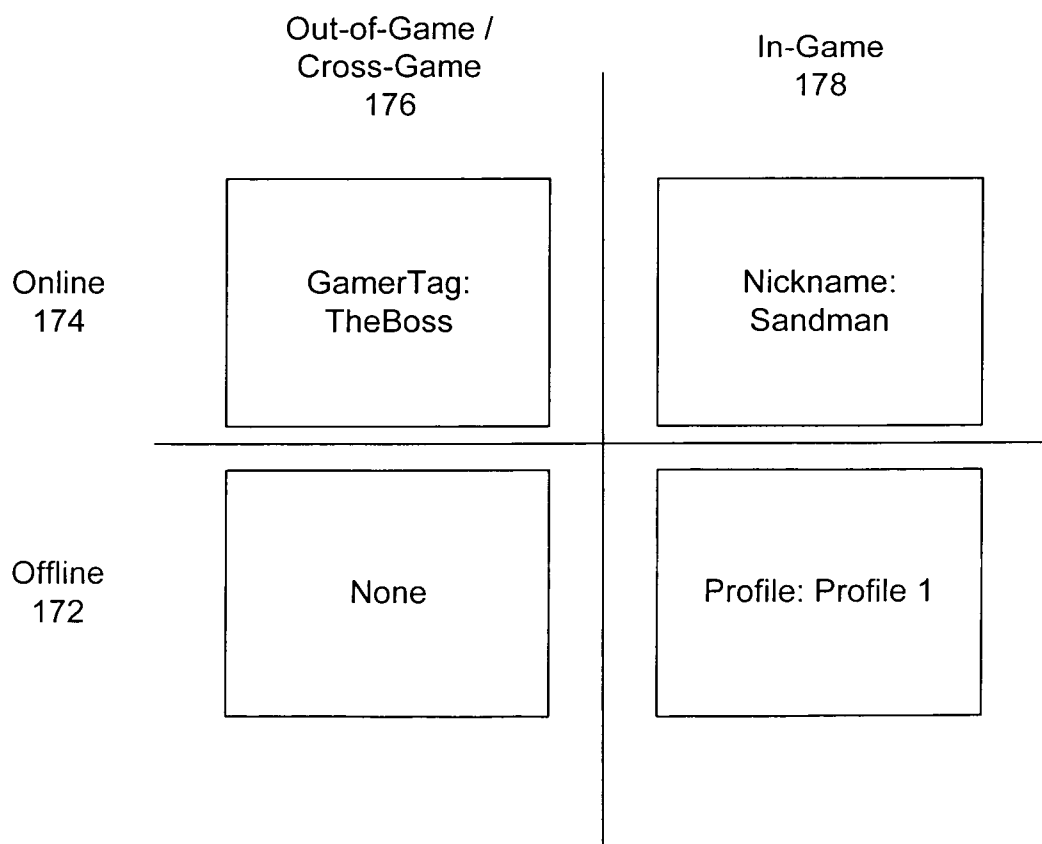 Out-of-Game /
Cross-Game
176
In-Game
178
Online
174
GamerTag:
TheBoss
Nickname:
Sandman
Offline
172
None
Profile: Profile 1